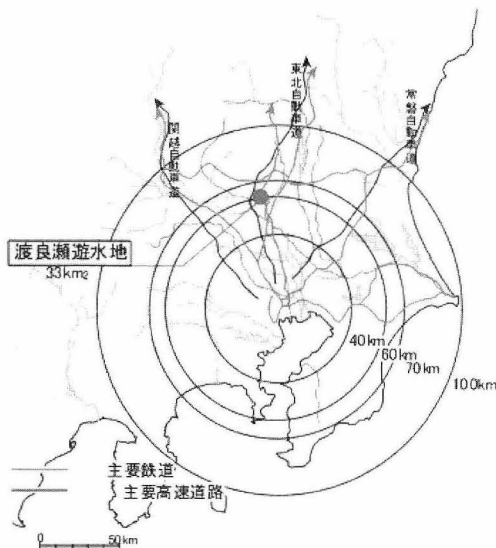 東北自動車道
常磐自動車道
関越自動車道
渡良瀬遊水地
33km2
40km
60km
70km
100km
主要鉄道
主要高速道路
0 50km